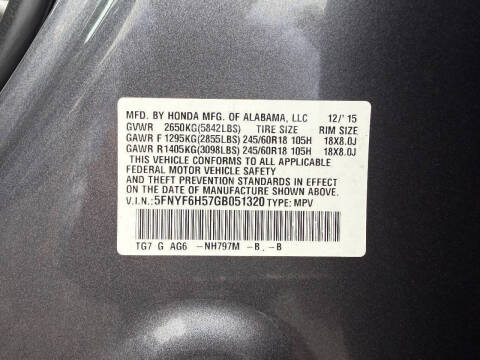 MFD. BY HONDA MFG. OF ALABAMA, LLC 12/'15
GVWR 2650KG(5842LBS) TIRE SIZE RIM SIZE
GAWR F 1295KG(2855LBS) 245/60R18 105H 18X8.0J
GAWR R1405KG(3098LBS) 245/60R18 105H 18X8.0J
THIS VEHICLE CONFORMS TO ALL APPLICABLE
FEDERAL MOTOR VEHICLE SAFETY
AND THEFT PREVENTION STANDARDS IN EFFECT
ON THE DATE OF MANUFACTURE SHOWN ABOVE.
V.I.N.:5FNYF6H57GB051320 TYPE: MPV
TG7 G AG6 -NH797M -B . -B